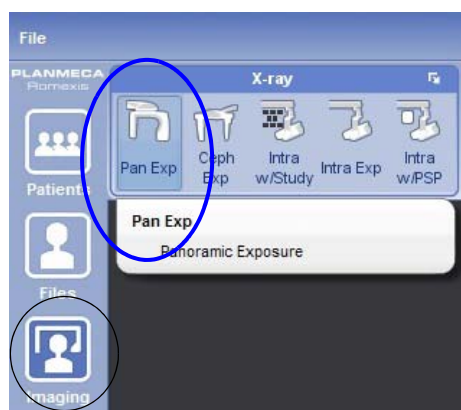 File
PLANMECA
Romexis
X-ray
Patients
Pan Exp
Ceph Exp
Intra w/Study
Intra Exp
Intra w/PSP
Pan Exp
Panoramic Exposure
Files
Imaging